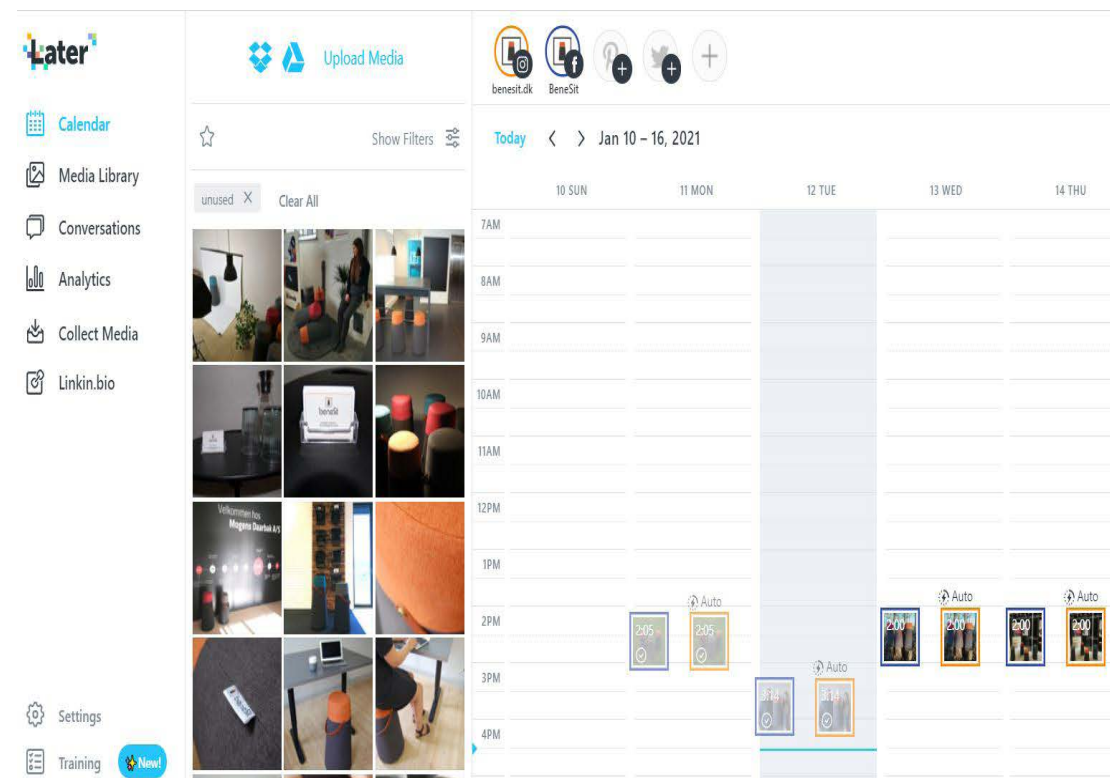 Later
Calendar
Media Library
Conversations
Analytics
Collect Media
Linkin.bio
Settings
Training New!
Upload Media
Show Filters
unused X Clear All
beneSit
Velkommen hos
Mogens Daarbak A/S
benesit.dk BeneSit
Today < > Jan 10 – 16, 2021
10 SUN 11 MON 12 TUE 13 WED 14 THU
7AM
8AM
9AM
10AM
11AM
12PM
1PM
Auto Auto Auto
2PM
2:05 2:05 2:00 2:00 2:00 2:00
Auto
3PM
3:14 3:14
4PM